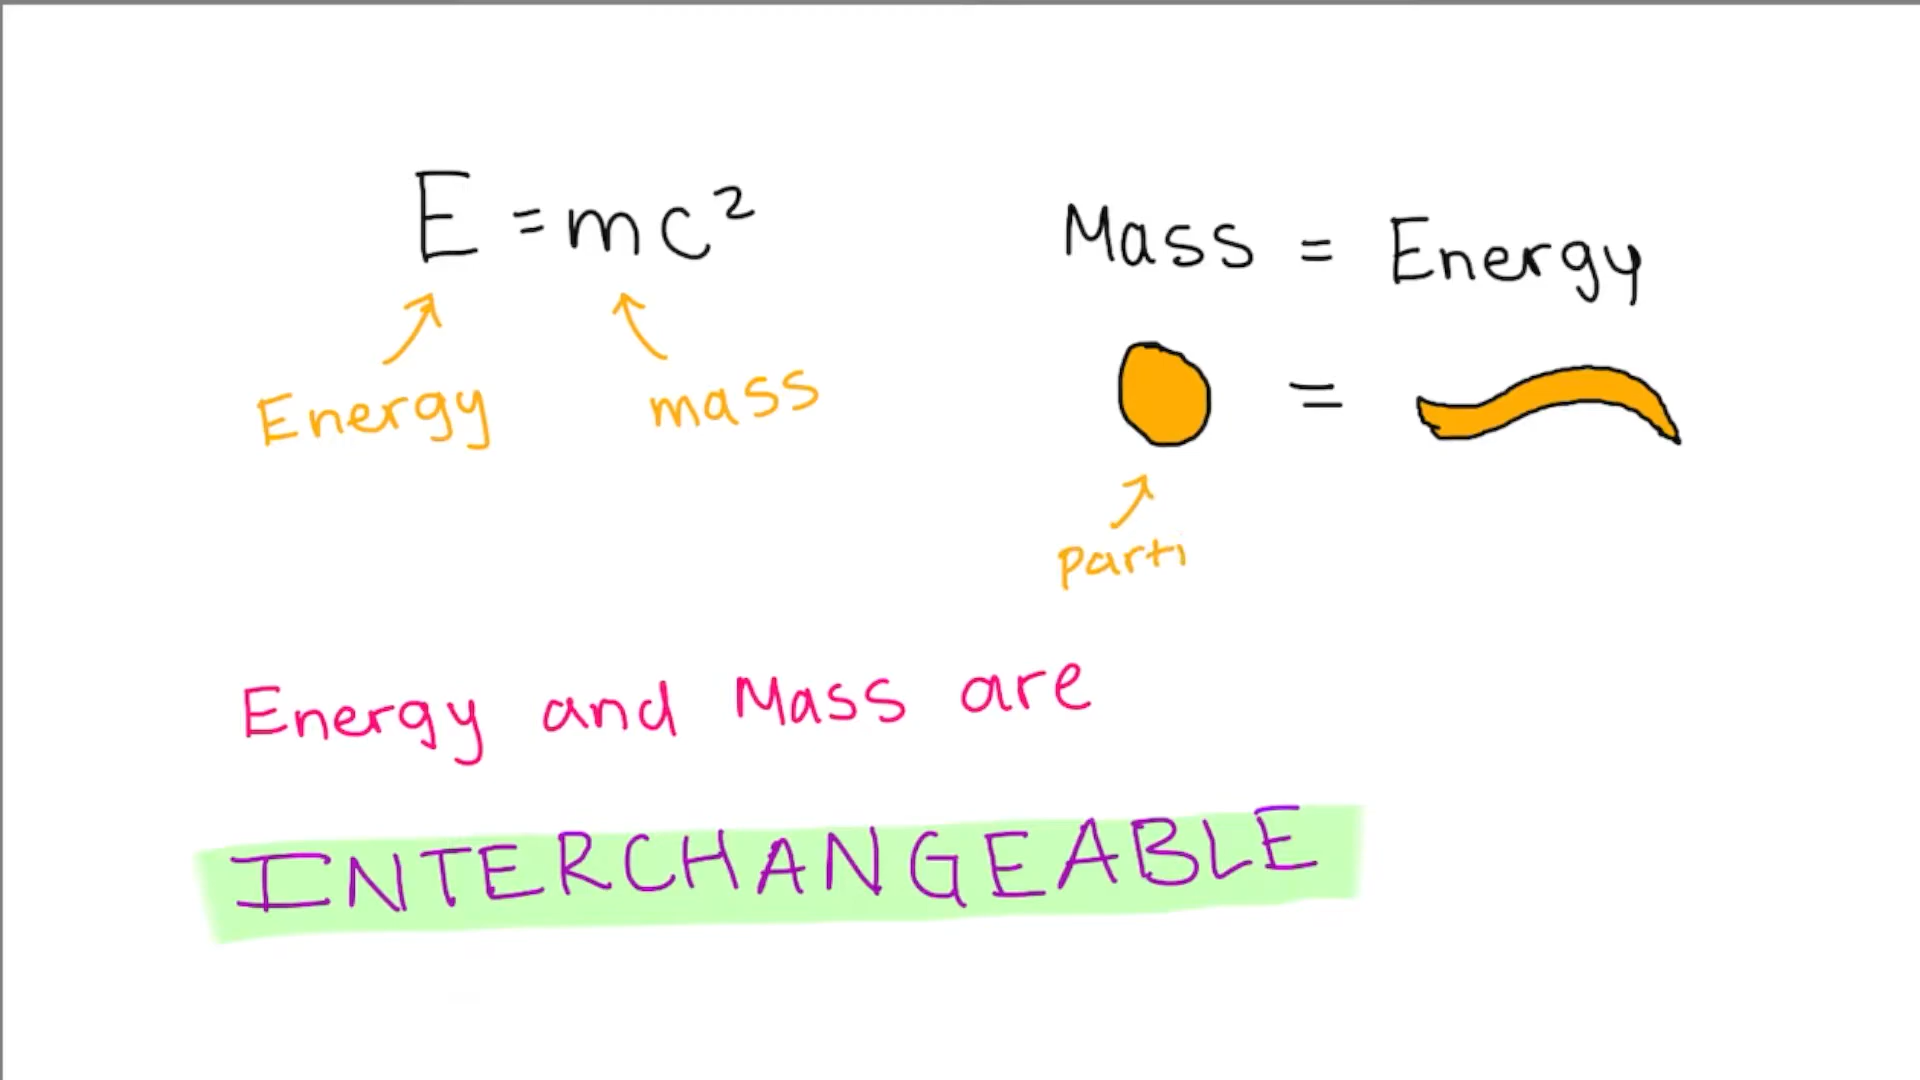 E = mc²
Mass = Energy
=
Energy
mass
parti
Energy and Mass are
INTERCHANGEABLE